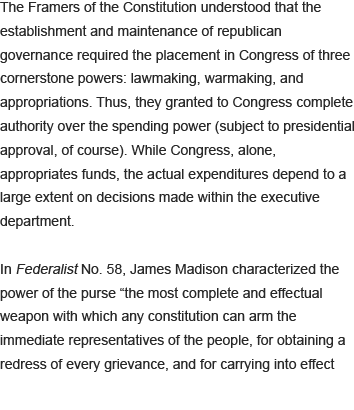 The Framers of the Constitution understood that the
establishment and maintenance of republican
governance required the placement in Congress of three
cornerstone powers: lawmaking, warmaking, and
appropriations. Thus, they granted to Congress complete
authority over the spending power (subject to presidential
approval, of course). While Congress, alone,
appropriates funds, the actual expenditures depend to a
large extent on decisions made within the executive
department.
In Federalist No. 58, James Madison characterized the
power of the purse “the most complete and effectual
weapon with which any constitution can arm the
immediate representatives of the people, for obtaining a
redress of every grievance, and for carrying into effect